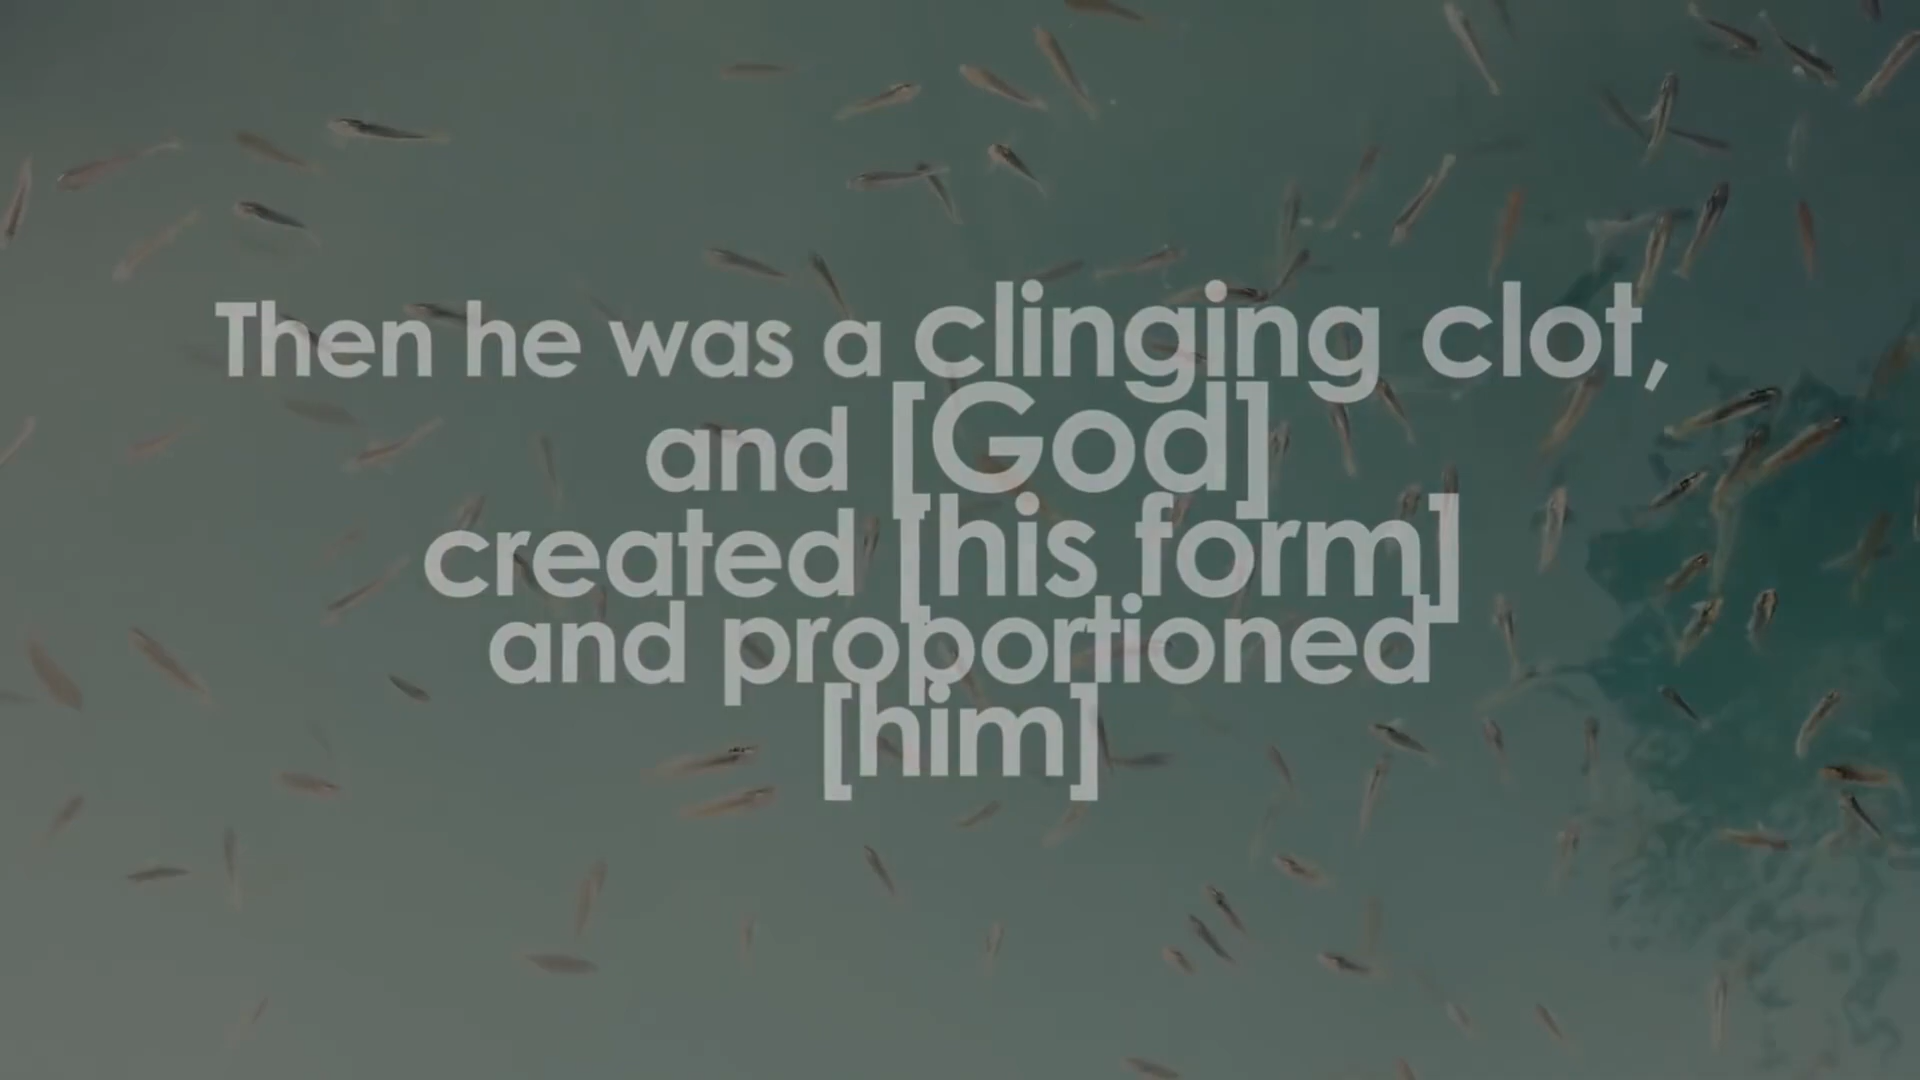 Then he was a clinging clot,
and [God]
created [his form]
and proportioned
[him]